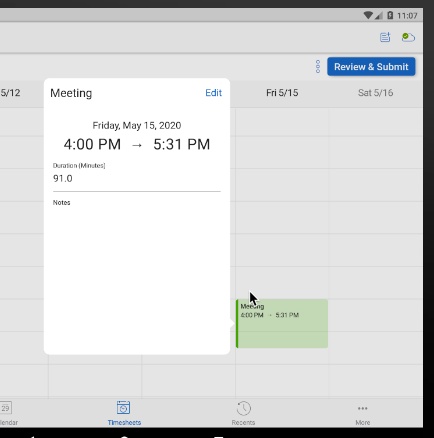 11:07
Review & Submit
5/12
Fri 5/15
Sat 5/16
Meeting
Edit
Friday, May 15, 2020
4:00 PM → 5:31 PM
Duration (Minutes)
91.0
Notes
Meeting
4:00 PM → 5:31 PM
29
lendar
Timesheets
Recents
More